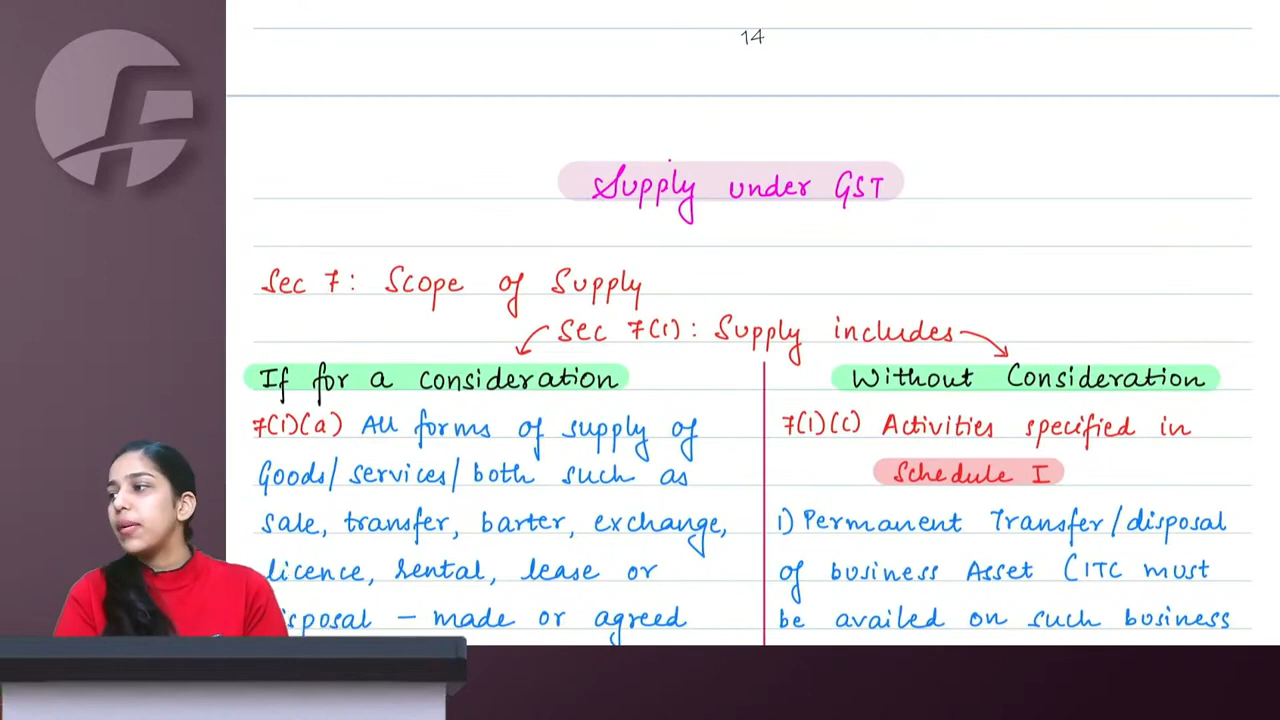 14
Supply under GST
Sec 7: Scope of Supply
Sec 7(1): Supply includes
If for a consideration
7(1)(a) All forms of supply of
Goods/services/both such as
sale, transfer, barter, exchange,
licence, rental, lease or
isposal – made or agreed
Without Consideration
7(1)(c) Activities specified in
Schedule I
1) Permanent Transfer/disposal
of business Asset (ITC must
be availed on such business